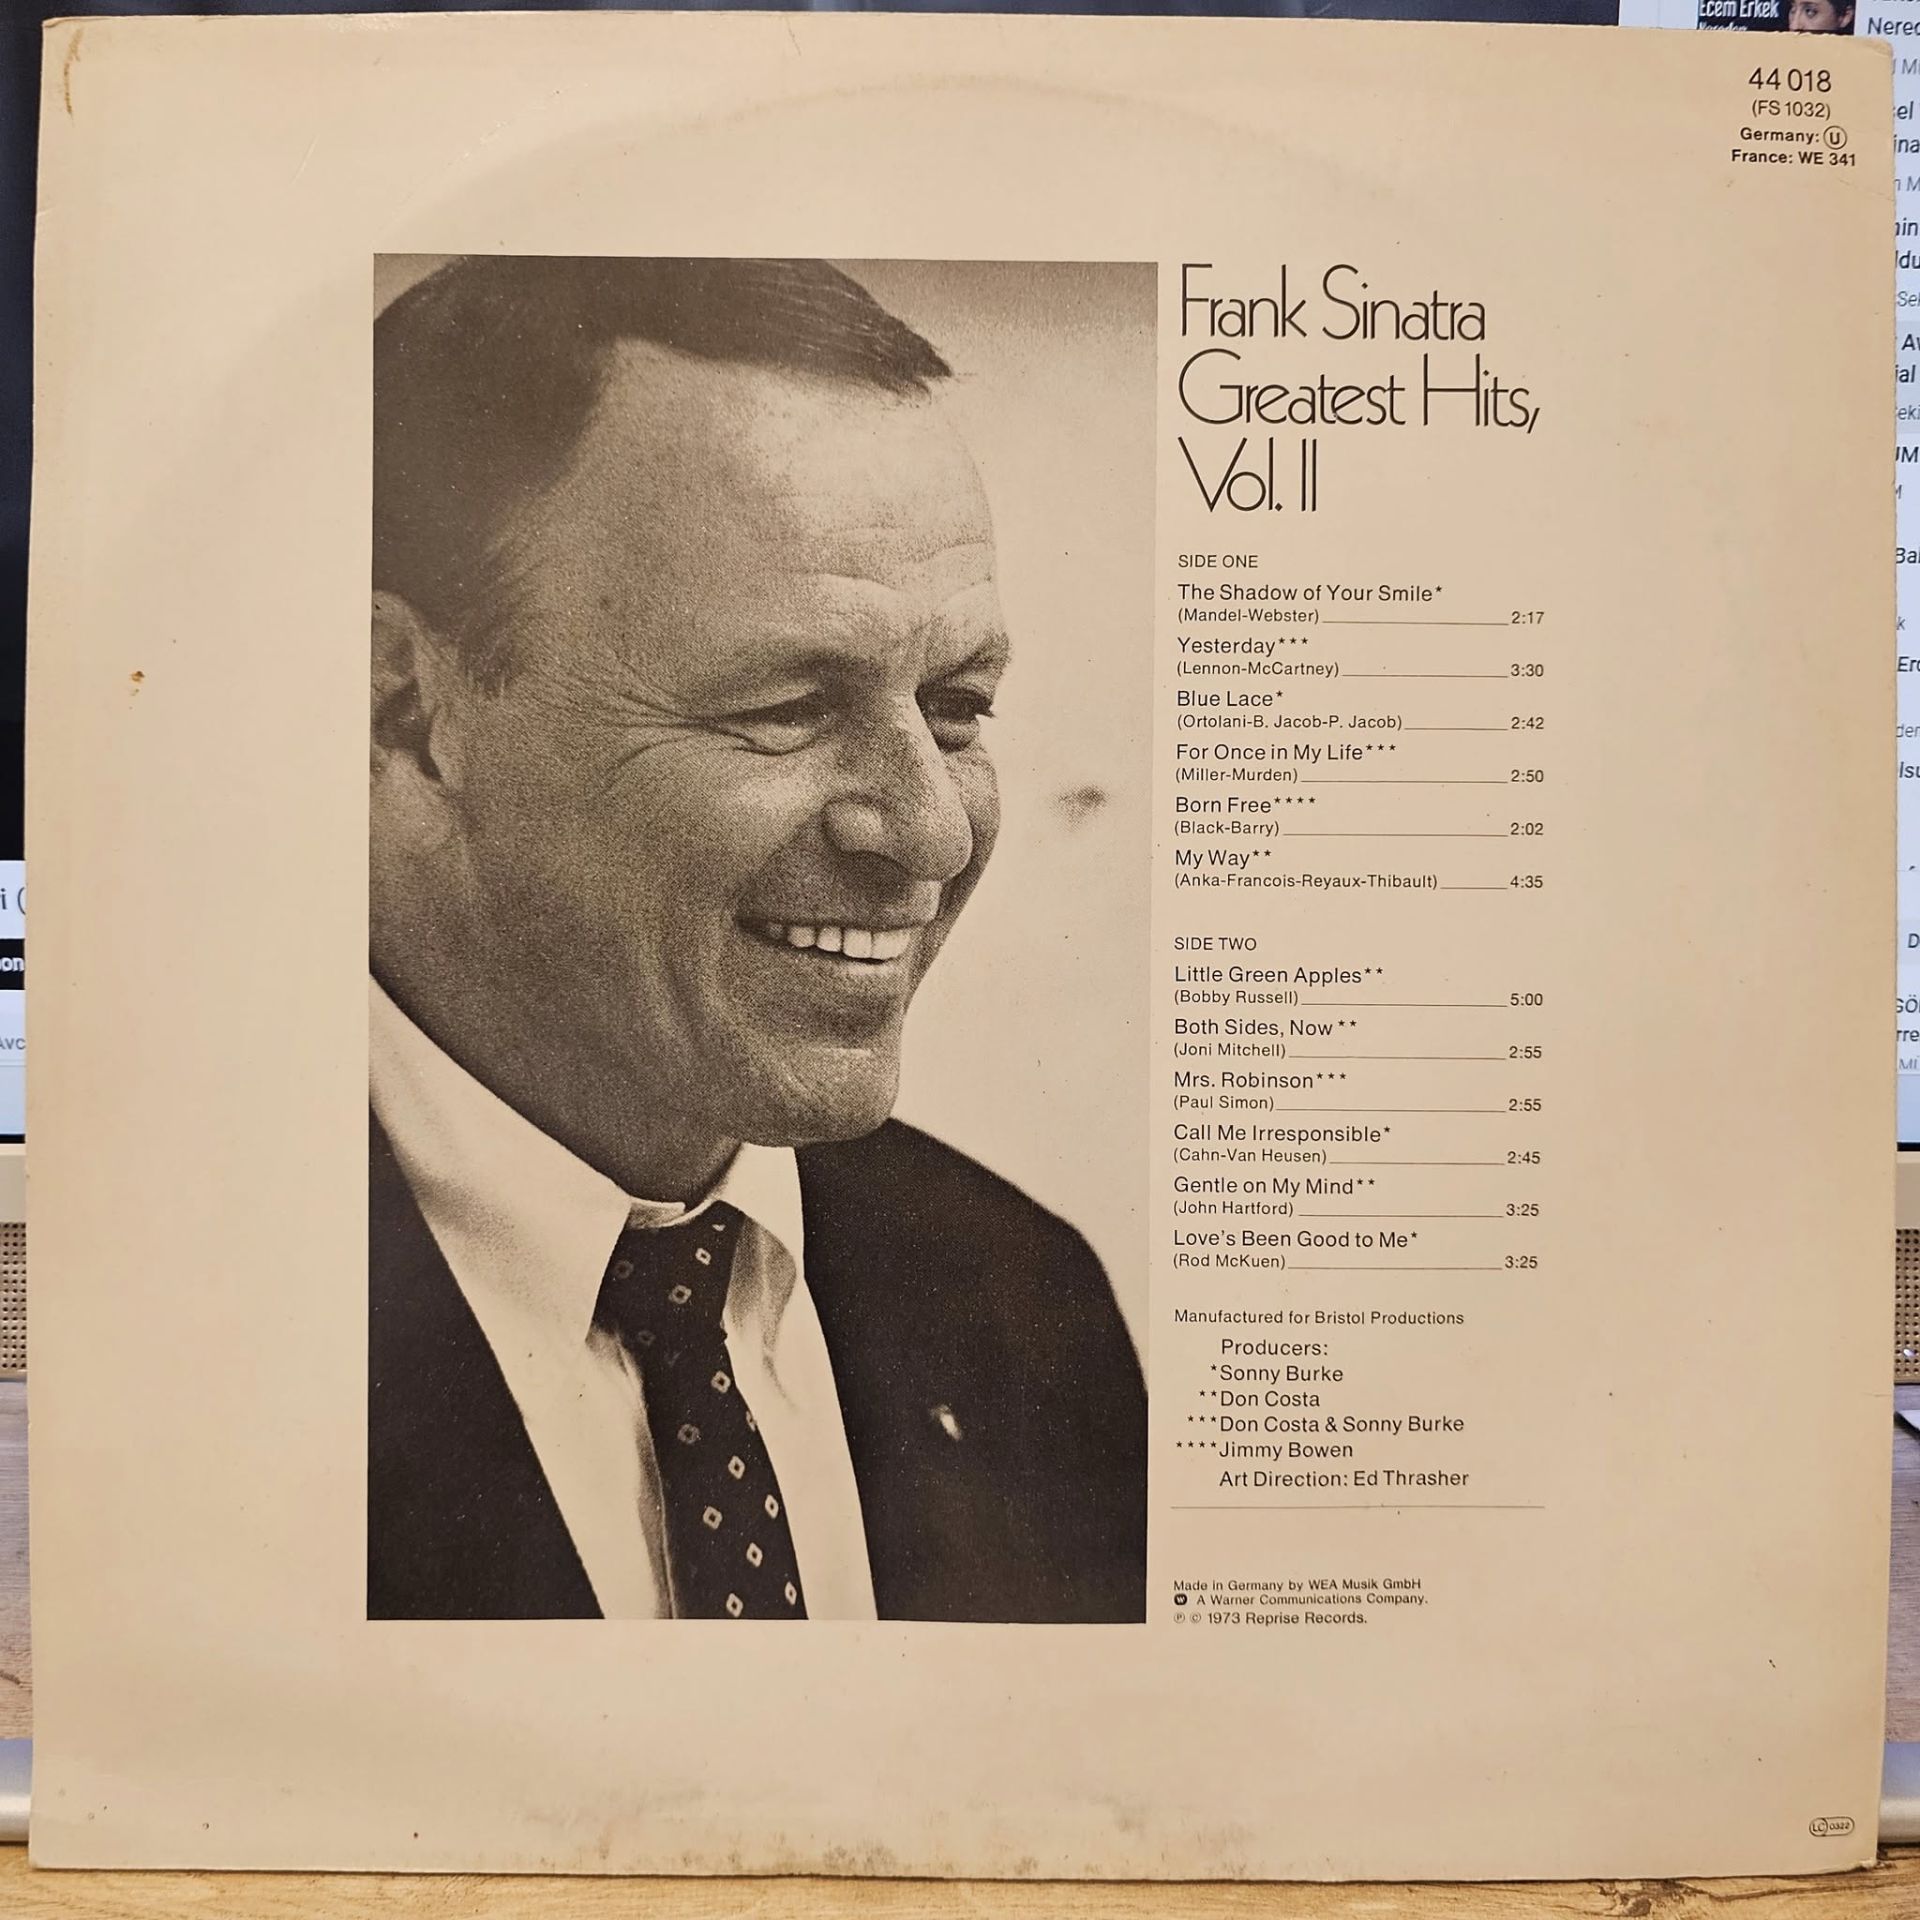 44 018
(FS 1032)
Germany: Ⓤ
France: WE 341
Frank Sinatra
Greatest Hits,
Vol. II
SIDE ONE
The Shadow of Your Smile*
(Mandel-Webster) 2:17
Yesterday***
(Lennon-McCartney) 3:30
Blue Lace*
(Ortolani-B. Jacob-P. Jacob) 2:42
For Once in My Life***
(Miller-Murden) 2:50
Born Free****
(Black-Barry) 2:02
My Way**
(Anka-Francois-Reyaux-Thibault) 4:35
SIDE TWO
Little Green Apples**
(Bobby Russell) 5:00
Both Sides, Now **
(Joni Mitchell) 2:55
Mrs. Robinson***
(Paul Simon) 2:55
Call Me Irresponsible*
(Cahn-Van Heusen) 2:45
Gentle on My Mind**
(John Hartford) 3:25
Love's Been Good to Me*
(Rod McKuen) 3:25
Manufactured for Bristol Productions
Producers:
*Sonny Burke
**Don Costa
***Don Costa & Sonny Burke
****Jimmy Bowen
Art Direction: Ed Thrasher
Made in Germany by WEA Musik GmbH
W A Warner Communications Company.
℗ © 1973 Reprise Records.
LC 0322
Ecem Erkek